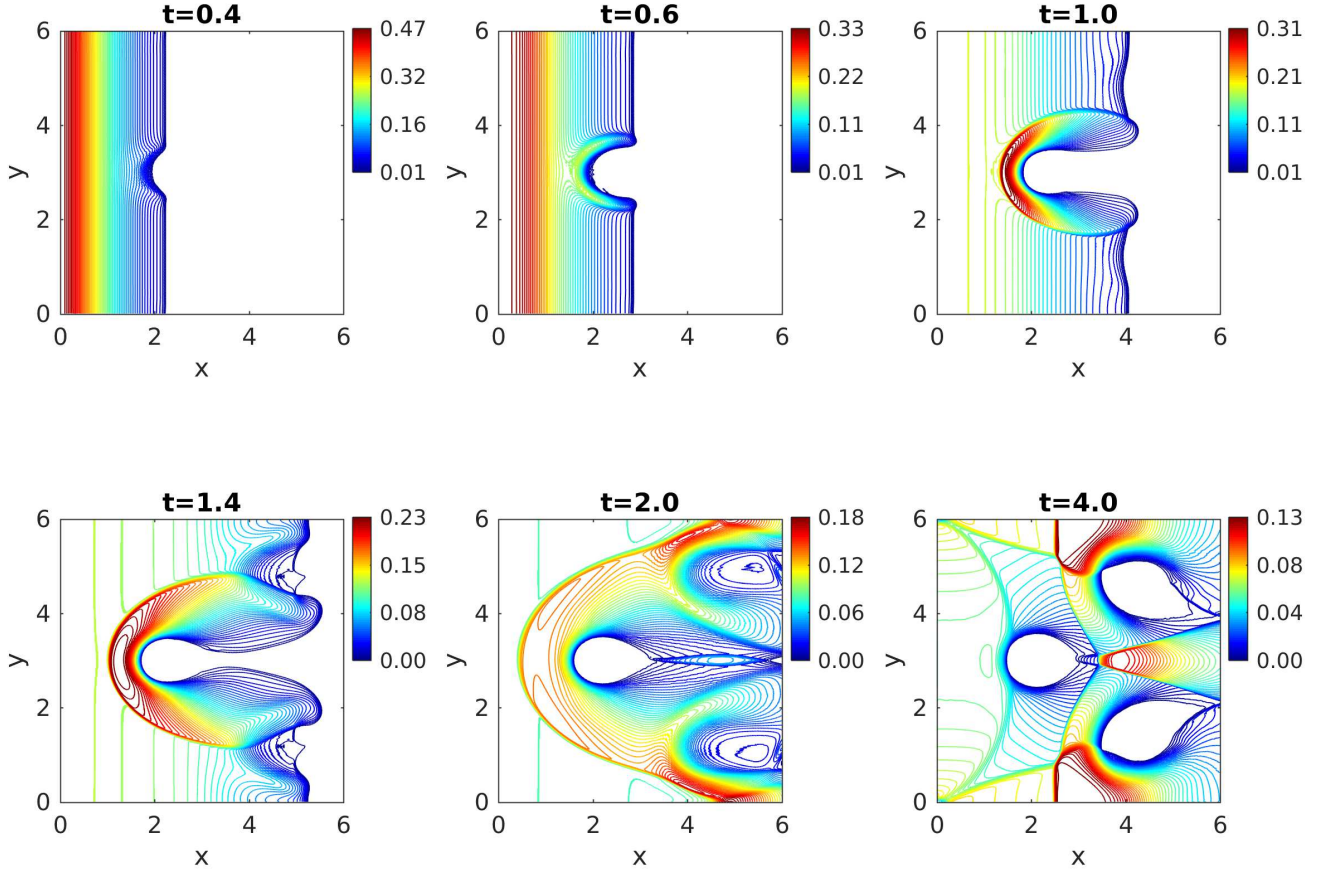 t=0.4 t=0.6 t=1.0
6 0.47 6 0.33 6 0.31
0.32 0.22 0.21
4 0.16 4 0.11 4 0.11
y 0.01 y 0.01 y 0.01
2 2 2
0 0 0
0 2 4 6 0 2 4 6 0 2 4 6
x x x
t=1.4 t=2.0 t=4.0
6 0.23 6 0.18 6 0.13
0.15 0.12 0.08
4 0.08 4 0.06 4 0.04
y 0.00 y 0.00 y 0.00
2 2 2
0 0 0
0 2 4 6 0 2 4 6 0 2 4 6
x x x